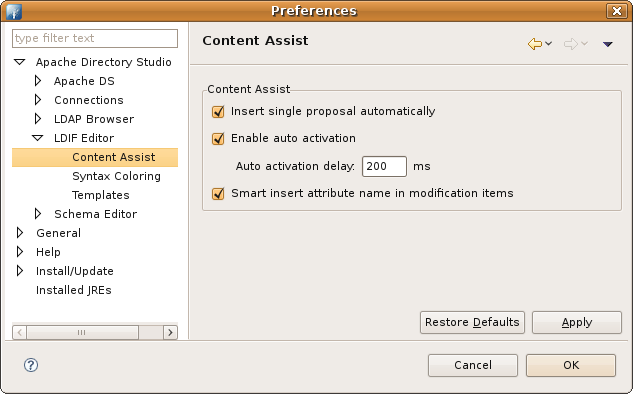 Preferences
type filter text
Apache Directory Studio
Apache DS
Connections
LDAP Browser
LDIF Editor
Content Assist
Syntax Coloring
Templates
Schema Editor
General
Help
Install/Update
Installed JREs
Content Assist
Content Assist
Insert single proposal automatically
Enable auto activation
Auto activation delay: 200 ms
Smart insert attribute name in modification items
Restore Defaults Apply
Cancel OK